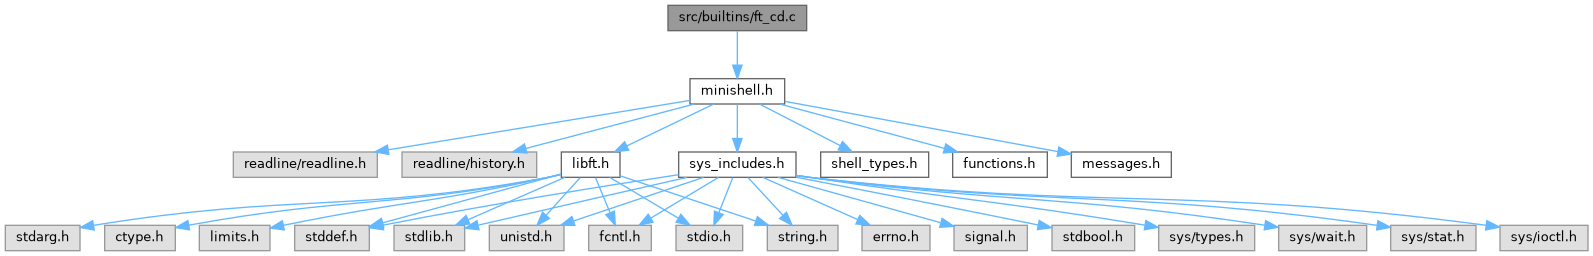 src/builtins/ft_cd.c
minishell.h
readline/readline.h
readline/history.h
libft.h
sys_includes.h
shell_types.h
functions.h
messages.h
stdarg.h
ctype.h
limits.h
stddef.h
stdlib.h
unistd.h
fcntl.h
stdio.h
string.h
errno.h
signal.h
stdbool.h
sys/types.h
sys/wait.h
sys/stat.h
sys/ioctl.h